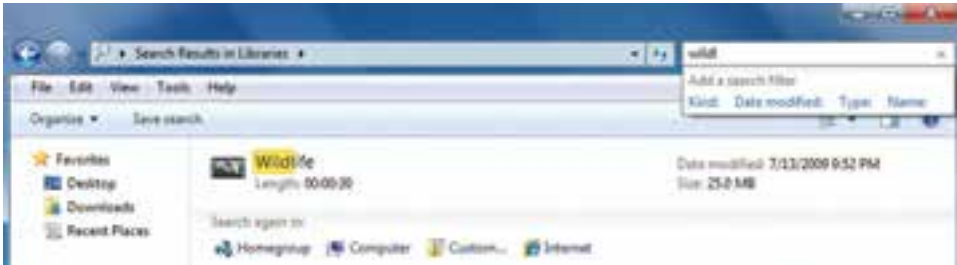 Search Results in Libraries
wildl
Add a search filter
Kind: Date modified: Type: Name:
File Edit View Tools Help
Organize Save search
Favorites
Desktop
Downloads
Recent Places
Wildlife
Length: 00:00:30
Date modified: 7/13/2009 9:52 PM
Size: 25.0 MB
Search again in:
Homegroup Computer Custom... Internet